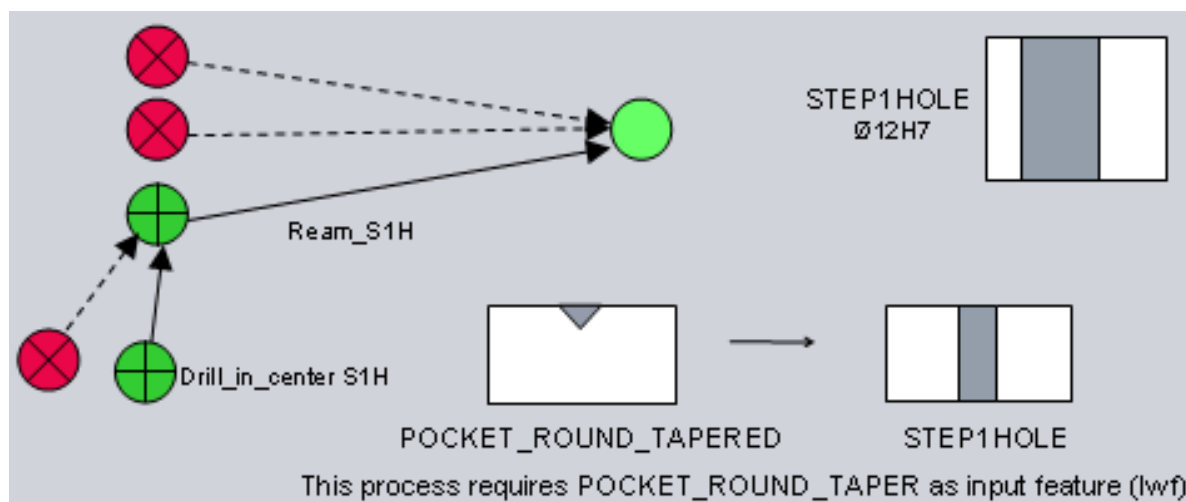 STEP1HOLE
Ø12H7
Ream_S1H
Drill_in_center S1H
POCKET_ROUND_TAPERED
STEP1HOLE
This process requires POCKET_ROUND_TAPER as input feature (lwf)